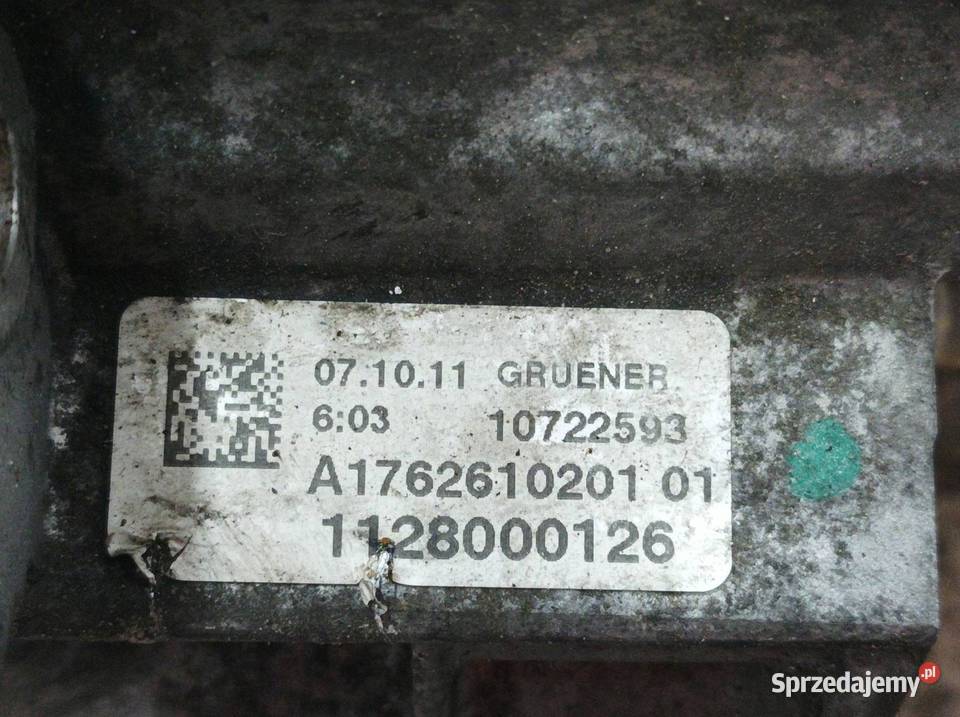 07.10.11 GRUENER
6:03 10722593
A1762610201 01
1128000126
Sprzedajemy.pl